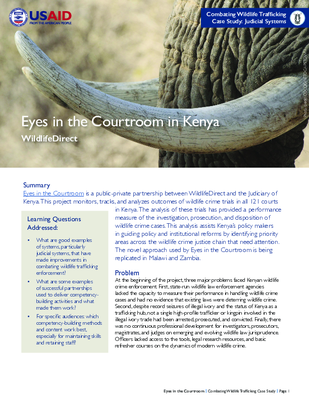 USAID
FROM THE AMERICAN PEOPLE
Combating Wildlife Trafficking
Case Study: Judicial Systems
Eyes in the Courtroom in Kenya
WildlifeDirect
Summary
Eyes in the Courtroom is a public-private partnership between WildlifeDirect and the Judiciary of
Kenya. This project monitors, tracks, and analyzes outcomes of wildlife crime trials in all 121 courts
in Kenya. The analysis of these trials has provided a performance
measure of the investigation, prosecution, and disposition of
wildlife crime cases. This analysis assists Kenya's policy makers
in guiding policy and institutional reforms by identifying priority
areas across the wildlife crime justice chain that need attention.
The novel approach used by Eyes in the Courtroom is being
replicated in Malawi and Zambia.
Learning Questions
Addressed:
• What are good examples
of systems, particularly
judicial systems, that have
made improvements in
combating wildlife trafficking
enforcement?
• What are some examples
of successful partnerships
used to deliver competency-
building activities and what
made them work?
• For specific audiences: which
competency-building methods
and content work best,
especially for maintaining skills
and retaining staff?
Problem
At the beginning of the project, three major problems faced Kenyan wildlife
crime enforcement. First, state-run wildlife law enforcement agencies
lacked the capacity to measure their performance in handling wildlife crime
cases and had no evidence that existing laws were deterring wildlife crime.
Second, despite record seizures of illegal ivory and the status of Kenya as a
trafficking hub, not a single high-profile trafficker or kingpin involved in the
illegal ivory trade had been arrested, prosecuted, and convicted. Finally, there
was no continuous professional development for investigators, prosecutors,
magistrates, and judges on emerging and evolving wildlife law jurisprudence.
Officers lacked access to the tools, legal research resources, and basic
refresher courses on the dynamics of modern wildlife crime.
Eyes in the Courtroom | Combating Wildlife Trafficking Case Study | Page 1